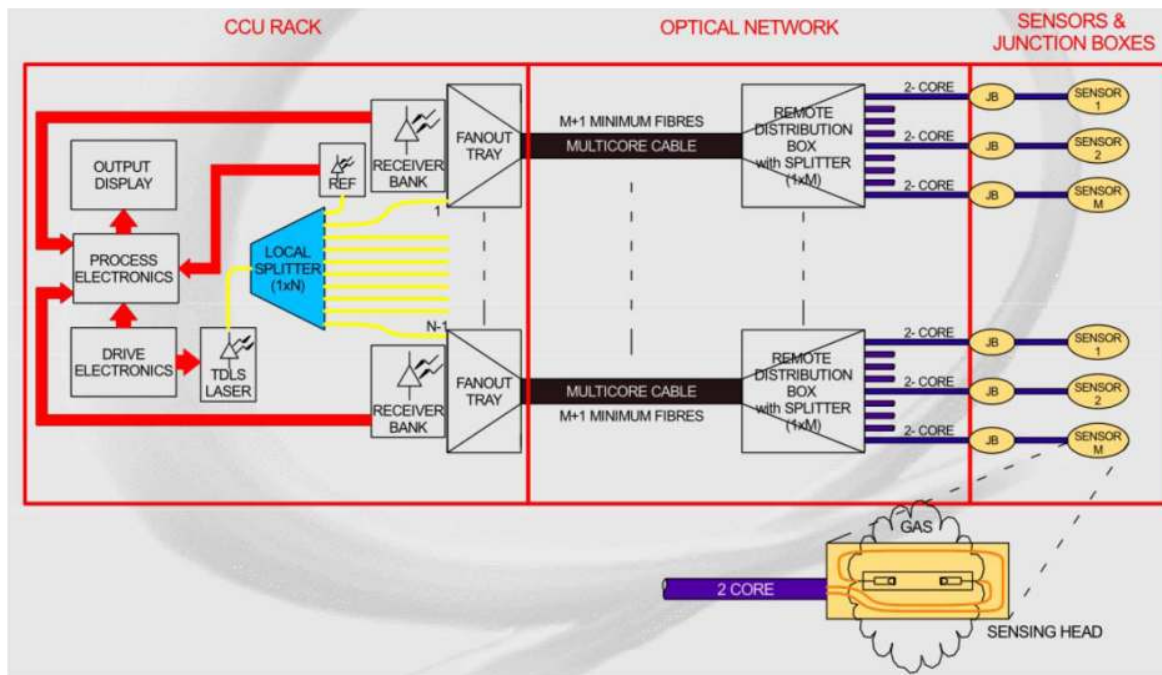 CCU RACK
OPTICAL NETWORK
SENSORS &
JUNCTION BOXES
OUTPUT
DISPLAY
PROCESS
ELECTRONICS
DRIVE
ELECTRONICS
TDLS
LASER
REF
LOCAL
SPLITTER
(1xN)
RECEIVER
BANK
FANOUT
TRAY
1
N-1
RECEIVER
BANK
FANOUT
TRAY
M+1 MINIMUM FIBRES
MULTICORE CABLE
REMOTE
DISTRIBUTION
BOX
with SPLITTER
(1xM)
2- CORE
JB
SENSOR
1
2- CORE
JB
SENSOR
2
2- CORE
JB
SENSOR
M
MULTICORE CABLE
M+1 MINIMUM FIBRES
REMOTE
DISTRIBUTION
BOX
with SPLITTER
(1xM)
2- CORE
JB
SENSOR
1
2- CORE
JB
SENSOR
2
2- CORE
JB
SENSOR
M
GAS
2 CORE
SENSING HEAD